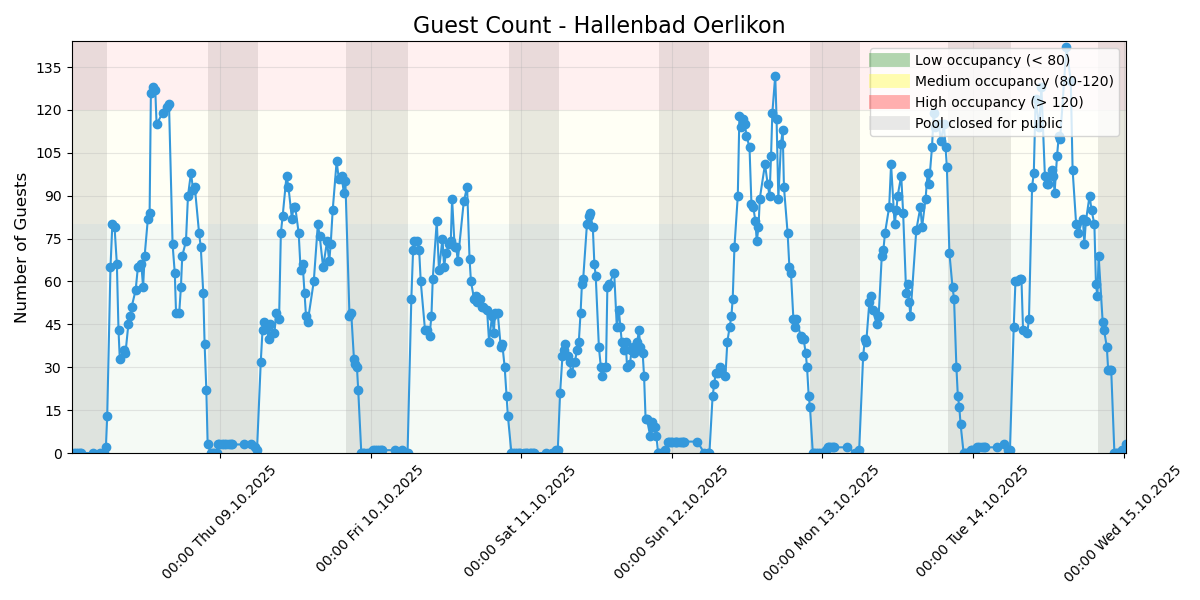 Guest Count - Hallenbad Oerlikon
Low occupancy (< 80)
Medium occupancy (80-120)
High occupancy (> 120)
Pool closed for public
Number of Guests
135
120
105
90
75
60
45
30
15
0
00:00 Thu 09.10.2025
00:00 Fri 10.10.2025
00:00 Sat 11.10.2025
00:00 Sun 12.10.2025
00:00 Mon 13.10.2025
00:00 Tue 14.10.2025
00:00 Wed 15.10.2025